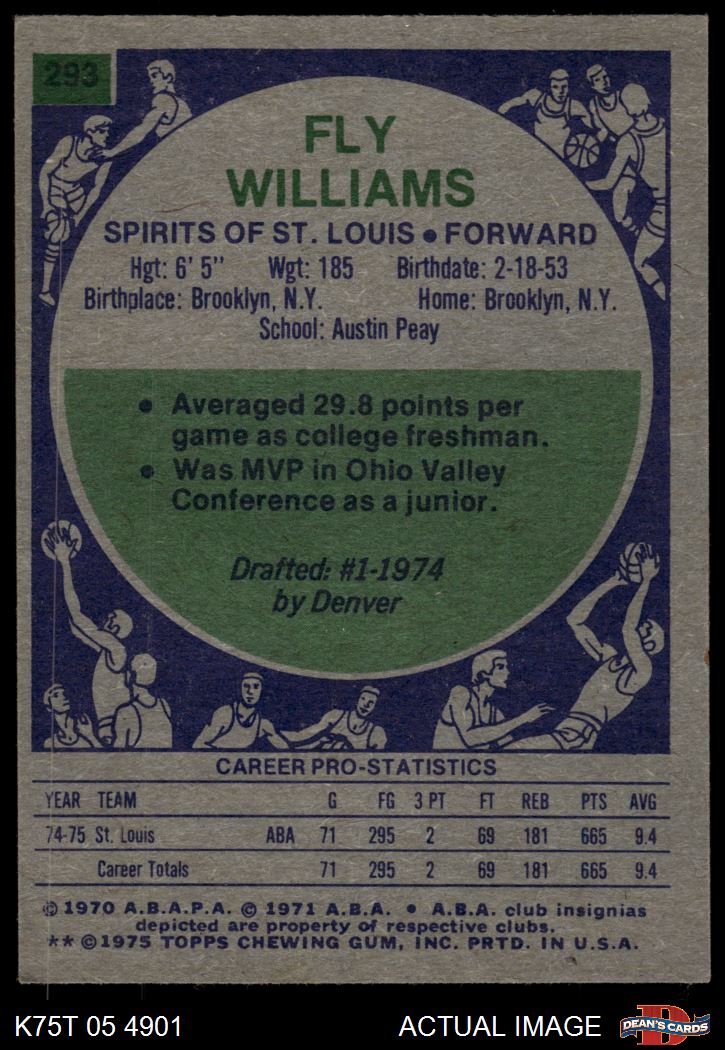 293
FLY
WILLIAMS
SPIRITS OF ST. LOUIS • FORWARD
Hgt: 6' 5" Wgt: 185 Birthdate: 2-18-53
Birthplace: Brooklyn, N.Y. Home: Brooklyn, N.Y.
School: Austin Peay
• Averaged 29.8 points per
game as college freshman.
• Was MVP in Ohio Valley
Conference as a junior.
Drafted: #1-1974
by Denver
CAREER PRO-STATISTICS
YEAR TEAM G FG 3 PT FT REB PTS AVG
74-75 St. Louis ABA 71 295 2 69 181 665 9.4
Career Totals 71 295 2 69 181 665 9.4
© 1970 A.B.A.P.A. © 1971 A.B.A. • A.B.A. club insignias
depicted are property of respective clubs.
** © 1975 TOPPS CHEWING GUM, INC. PRTD. IN U.S.A.
K75T 05 4901 ACTUAL IMAGE
D
DEAN'S CARDS